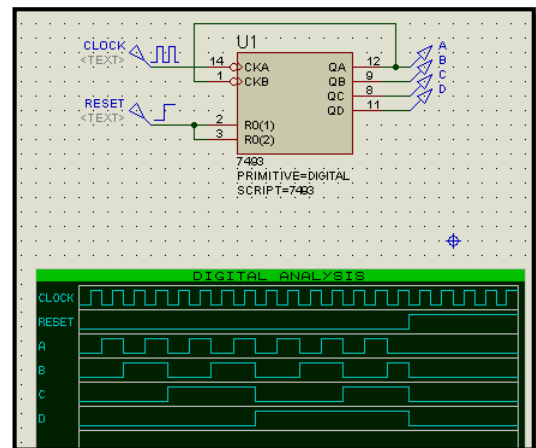 U1
CLOCK
<TEXT>
14
1
CKA
CKB
QA
QB
QC
QD
12
9
8
11
A
B
C
D
RESET
<TEXT>
2
3
R0(1)
R0(2)
7493
PRIMITIVE=DIGITAL
SCRIPT=7493
DIGITAL ANALYSIS
CLOCK
RESET
A
B
C
D